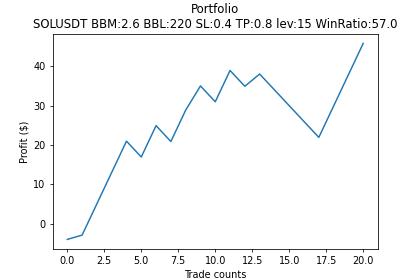 Portfolio
SOLUSDT BBM:2.6 BBL:220 SL:0.4 TP:0.8 lev:15 WinRatio:57.0
Profit ($)
40
30
20
10
0
0.0 2.5 5.0 7.5 10.0 12.5 15.0 17.5 20.0
Trade counts